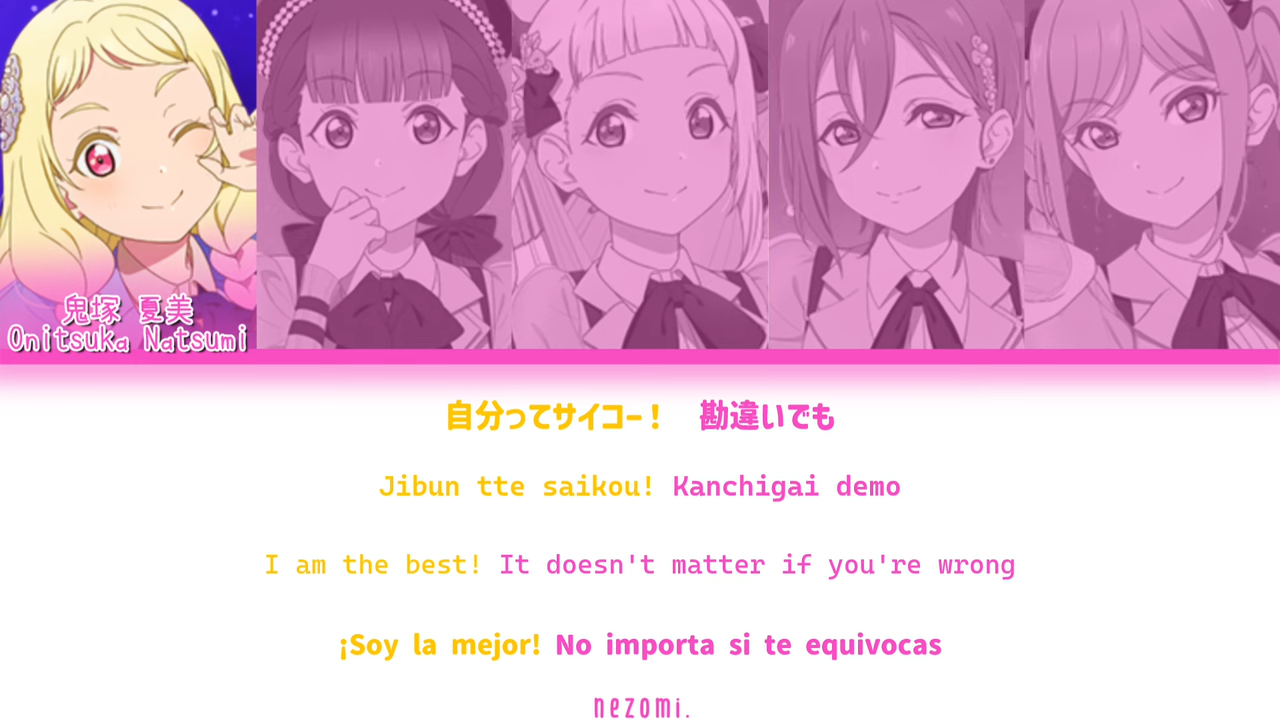 鬼塚 夏美
Onitsuka Natsumi
自分ってサイコー！ 勘違いでも
Jibun tte saikou! Kanchigai demo
I am the best! It doesn't matter if you're wrong
¡Soy la mejor! No importa si te equivocas
nezomi.